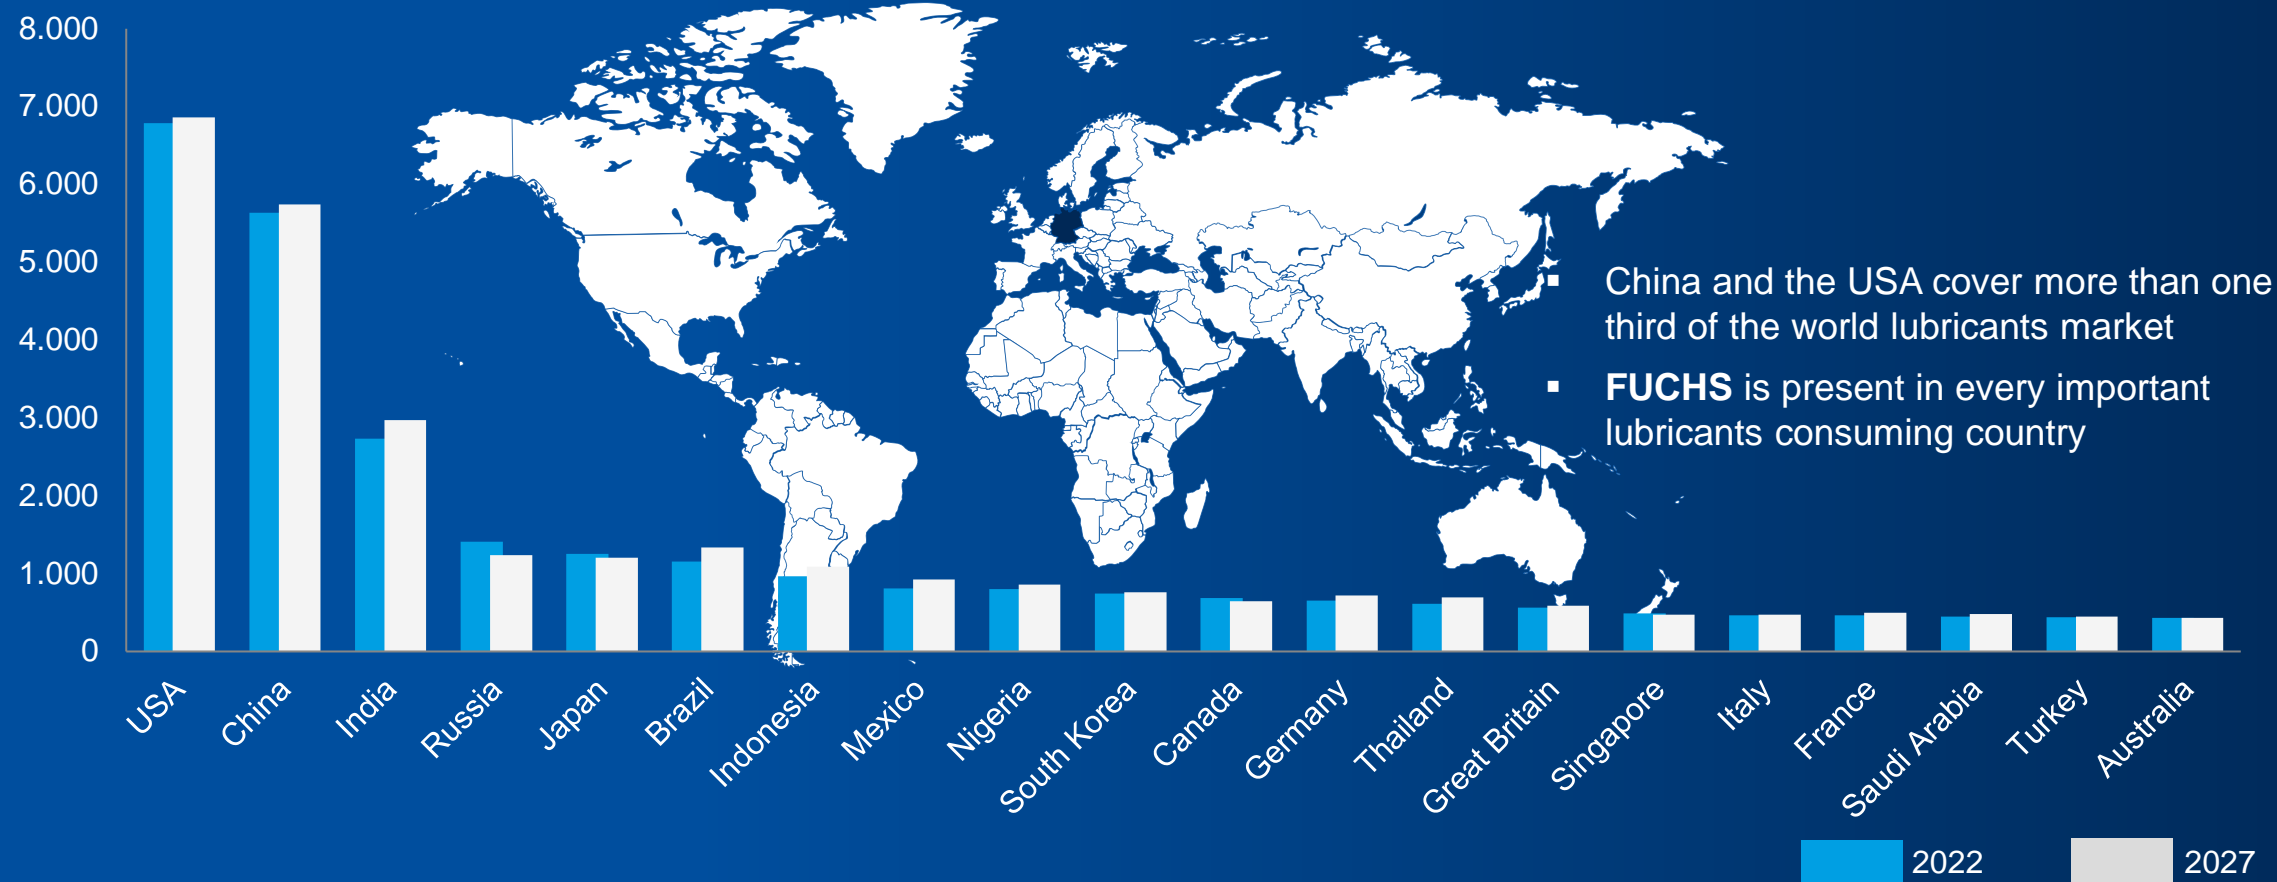 8.000
7.000
6.000
5.000
4.000
3.000
2.000
1.000
0
▪ China and the USA cover more than one
third of the world lubricants market
▪ FUCHS is present in every important
lubricants consuming country
USA
China
India
Russia
Japan
Brazil
Indonesia
Mexico
Nigeria
South Korea
Canada
Germany
Thailand
Great Britain
Singapore
Italy
France
Saudi Arabia
Turkey
Australia
2022
2027